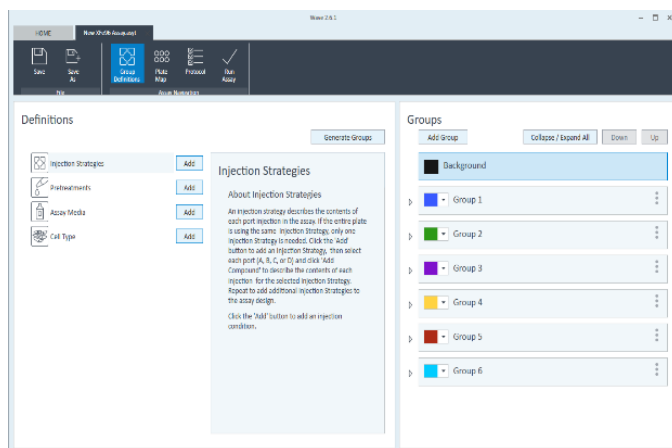 Wave 2.6.1
HOME
New XFe96 Assay.asyt
Save
Save As
Group Definitions
Plate Map
Protocol
Run Assay
File
Assay Navigation
Definitions
Generate Groups
Injection Strategies
Add
Pretreatments
Add
Assay Media
Add
Cell Type
Add
Injection Strategies
About Injection Strategies
An injection strategy describes the contents of
each port injection in the assay. If the entire plate
is using the same Injection Strategy, only one
Injection Strategy is needed. Click the 'Add'
button to add an Injection Strategy, then select
each port (A, B, C, or D) and click 'Add
Compound' to describe the contents of each
injection for the selected Injection Strategy.
Repeat to add additional Injection Strategies to
the assay design.
Click the 'Add' button to add an injection
condition.
Groups
Add Group
Collapse / Expand All
Down
Up
Background
Group 1
Group 2
Group 3
Group 4
Group 5
Group 6